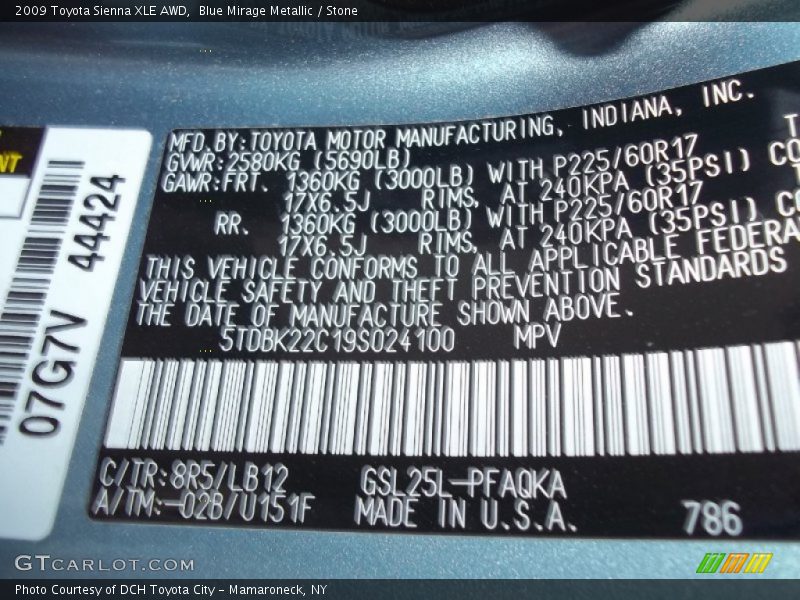 2009 Toyota Sienna XLE AWD,  Blue Mirage Metallic / Stone
MFD.BY:TOYOTA MOTOR MANUFACTURING, INDIANA, INC.
GVWR:2580KG (5690LB)
GAWR:FRT. 1360KG (3000LB) WITH P225/60R17
17X6.5J RIMS, AT 240KPA (35PSI)
RR. 1360KG (3000LB) WITH P225/60R17
17X6.5J RIMS, AT 240KPA (35PSI)
THIS VEHICLE CONFORMS TO ALL APPLICABLE FEDERA
VEHICLE SAFETY AND THEFT PREVENTION STANDARDS
THE DATE OF MANUFACTURE SHOWN ABOVE.
5TDBK22C19S024100 MPV
C/TR:8R5/LB12 GSL25L-PFAQKA
A/TM:-02B/U151F MADE IN U.S.A.
786
07G7V 44424
GTCARLOT.COM
Photo Courtesy of DCH Toyota City - Mamaroneck, NY